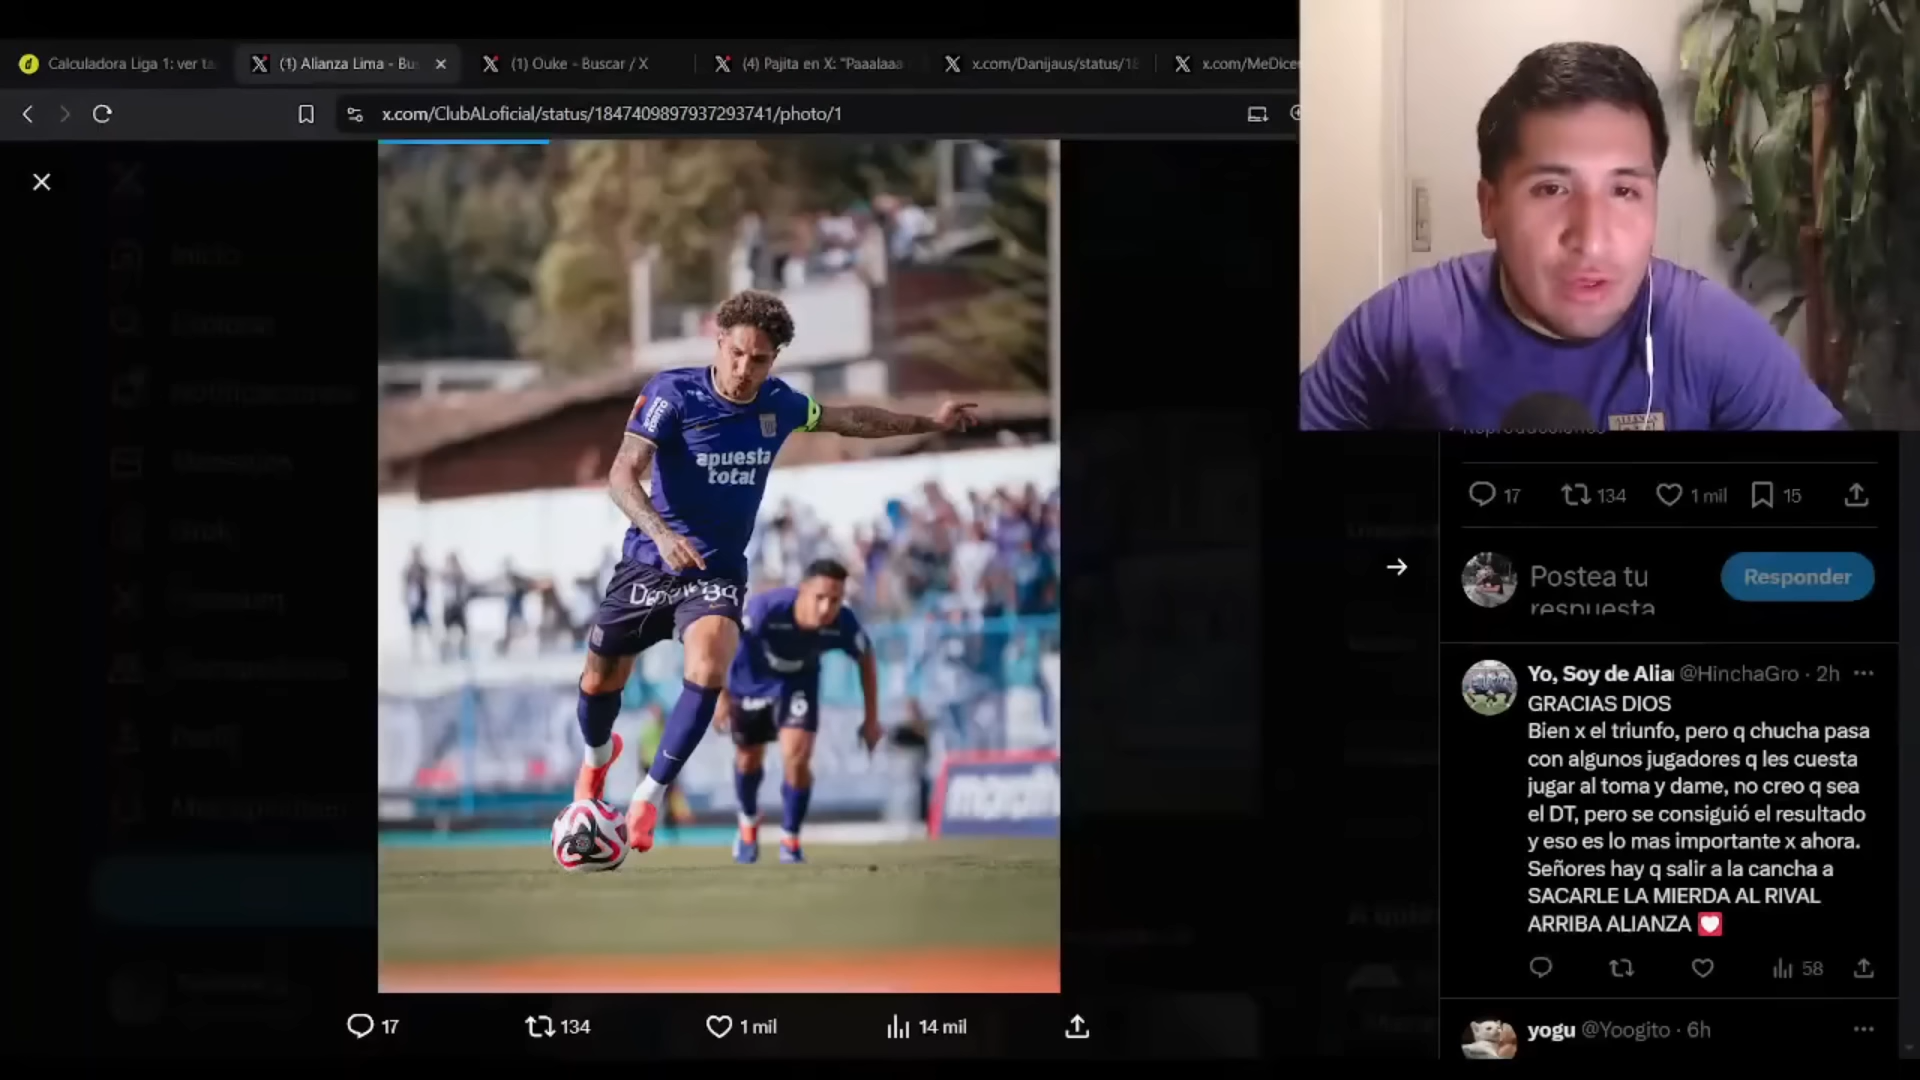 Calculadora Liga 1: ver ta
(1) Alianza Lima - Bu
(1) Ouke - Buscar / X
(4) Pajita en X: "Paaalaaa
x.com/Danijaus/status/18
x.com/MeDice
x.com/ClubALoficial/status/1847409897937293741/photo/1
apuesta
total
ALIANZA
17 134 1 mil 15
Postea tu
respuesta
Responder
Yo, Soy de Alia @HinchaGro · 2h
GRACIAS DIOS
Bien x el triunfo, pero q chucha pasa
con algunos jugadores q les cuesta
jugar al toma y dame, no creo q sea
el DT, pero se consiguió el resultado
y eso es lo mas importante x ahora.
Señores hay q salir a la cancha a
SACARLE LA MIERDA AL RIVAL
ARRIBA ALIANZA
58
17 134 1 mil 14 mil
yogu @Yoogito · 6h